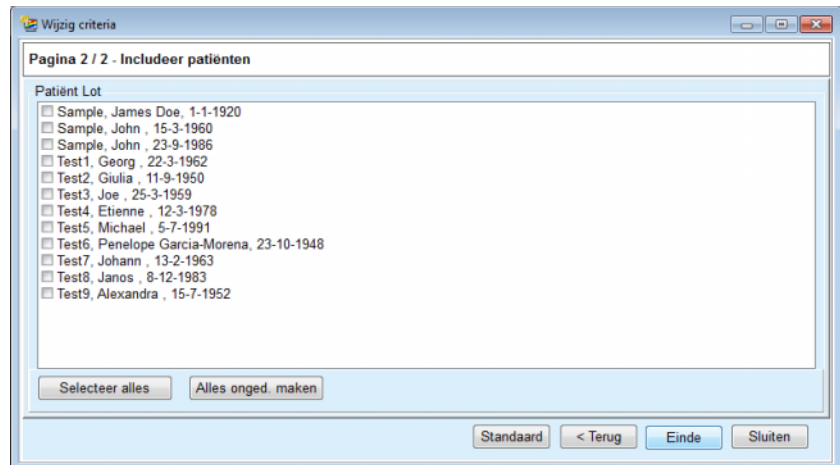 Wijzig criteria
Pagina 2 / 2 - Includeer patiënten
Patiënt Lot
Sample, James Doe, 1-1-1920
Sample, John , 15-3-1960
Sample, John , 23-9-1986
Test1, Georg , 22-3-1962
Test2, Giulia , 11-9-1950
Test3, Joe , 25-3-1959
Test4, Etienne , 12-3-1978
Test5, Michael , 5-7-1991
Test6, Penelope Garcia-Morena, 23-10-1948
Test7, Johann , 13-2-1963
Test8, Janos , 8-12-1983
Test9, Alexandra , 15-7-1952
Selecteer alles Alles onged. maken
Standaard < Terug Einde Sluiten